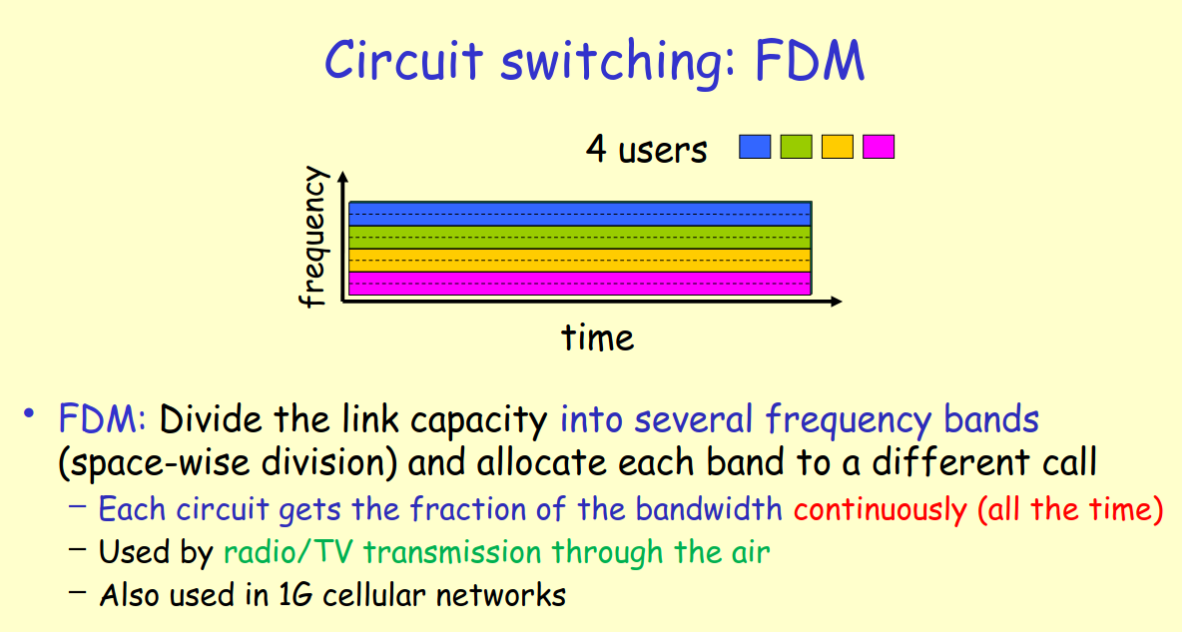 Circuit switching: FDM
4 users
frequency
time
• FDM: Divide the link capacity into several frequency bands
(space-wise division) and allocate each band to a different call
– Each circuit gets the fraction of the bandwidth continuously (all the time)
– Used by radio/TV transmission through the air
– Also used in 1G cellular networks